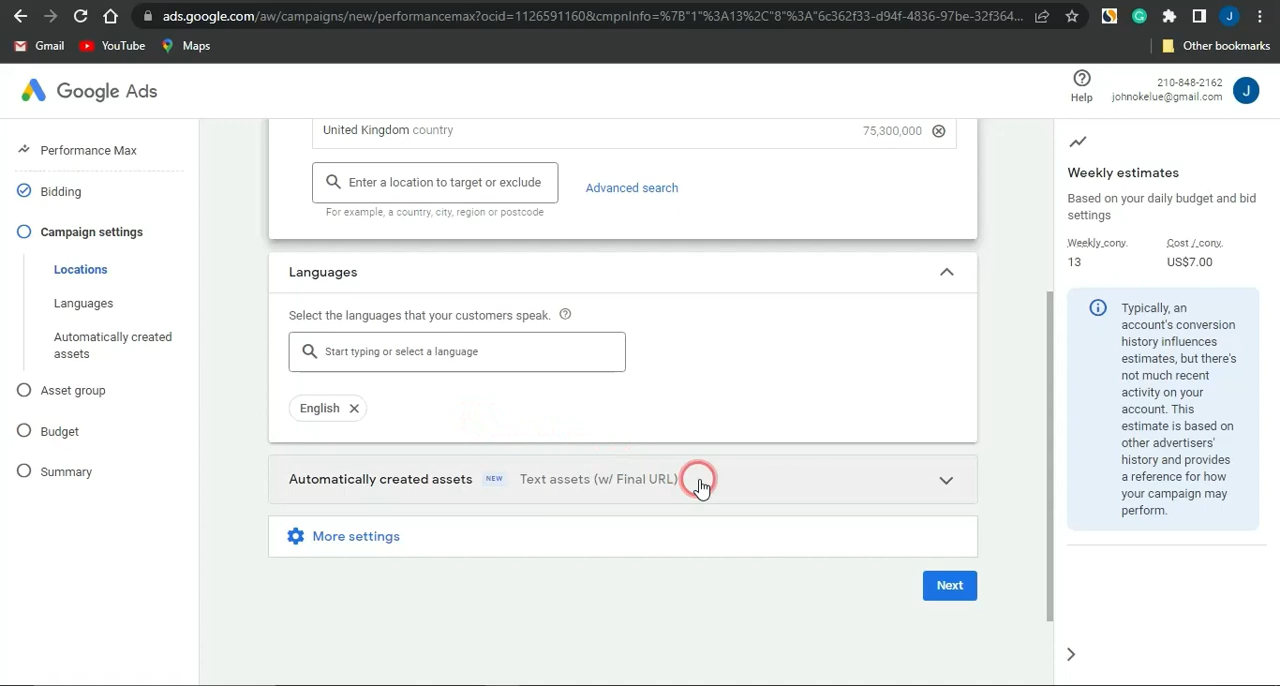 ads.google.com/aw/campaigns/new/performancemax?ocid=1126591160&cmpnInfo=%7B"1"%3A13%2C"8"%3A"6c362f33-d94f-4836-97be-32f364...
J
Gmail
YouTube
Maps
Other bookmarks
Google Ads
Help
210-848-2162
johnokelue@gmail.com
J
Performance Max
Bidding
Campaign settings
Locations
Languages
Automatically created
assets
Asset group
Budget
Summary
United Kingdom country
75,300,000
Enter a location to target or exclude
Advanced search
For example, a country, city, region or postcode
Languages
Select the languages that your customers speak.
Start typing or select a language
English
Automatically created assets NEW Text assets (w/ Final URL)
More settings
Next
Weekly estimates
Based on your daily budget and bid
settings
Weekly conv.
Cost / conv.
13
US$7.00
Typically, an
account's conversion
history influences
estimates, but there's
not much recent
activity on your
account. This
estimate is based on
other advertisers'
history and provides
a reference for how
your campaign may
perform.